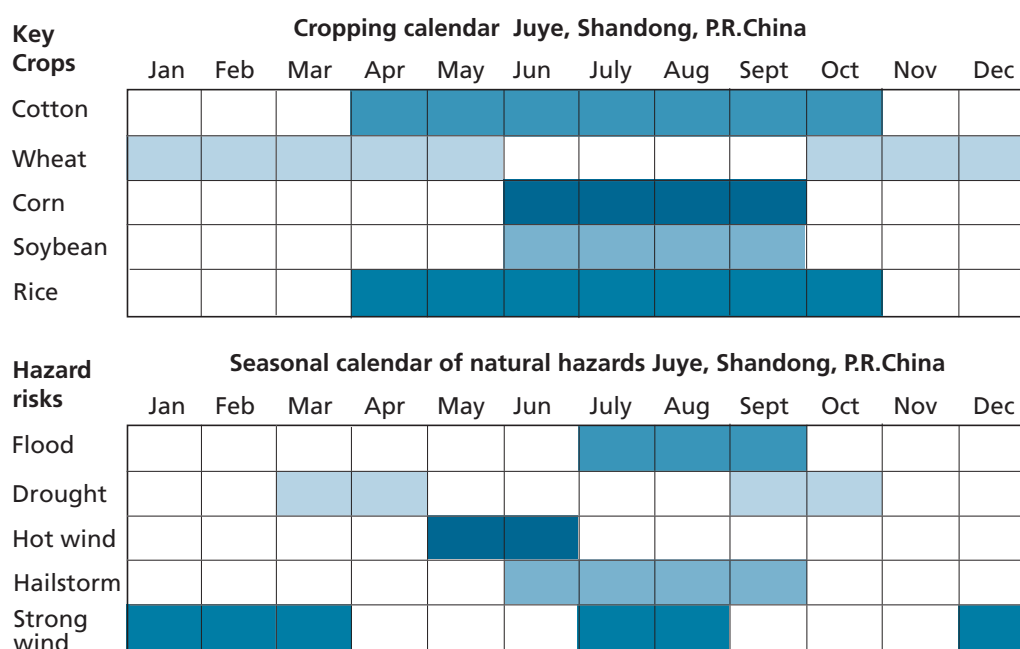 Key
Crops
Cropping calendar Juye, Shandong, P.R.China
Jan Feb Mar Apr May Jun July Aug Sept Oct Nov Dec
Cotton
Wheat
Corn
Soybean
Rice
Hazard
risks
Seasonal calendar of natural hazards Juye, Shandong, P.R.China
Jan Feb Mar Apr May Jun July Aug Sept Oct Nov Dec
Flood
Drought
Hot wind
Hailstorm
Strong
wind